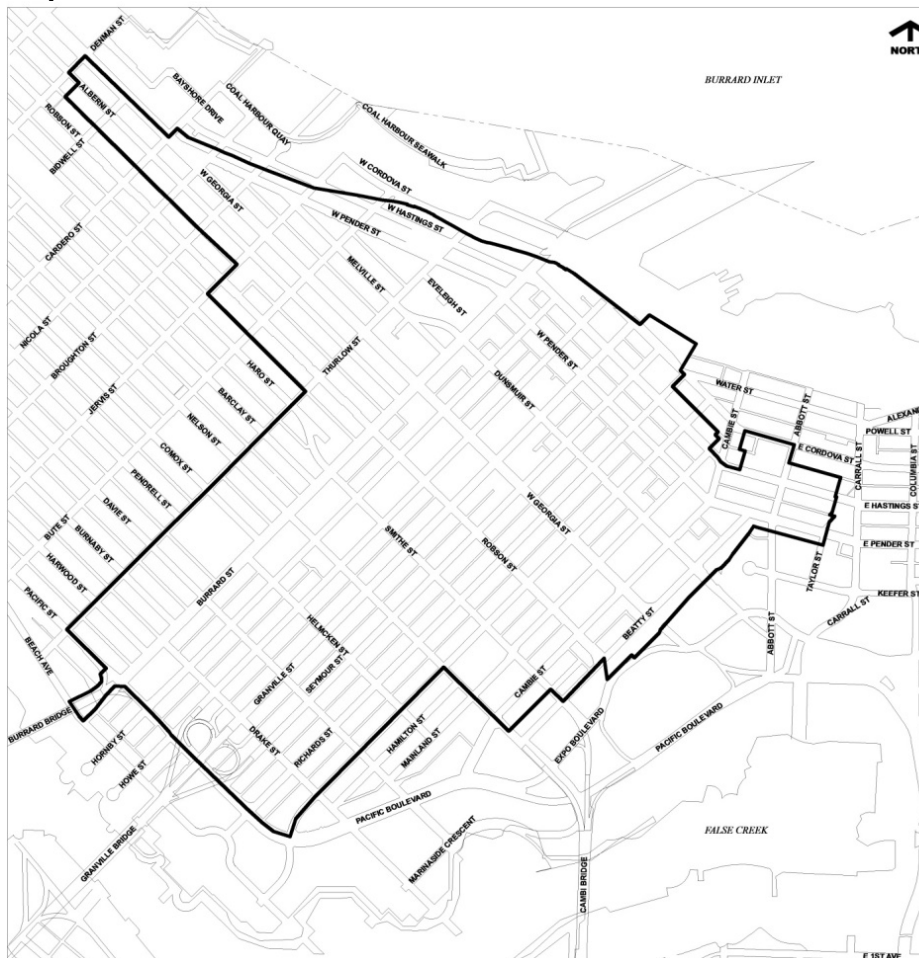 NORT
DENMAN ST
BURRARD INLET
BAYSHORE DRIVE
ALBERNI ST
COAL HARBOUR QUAY
COAL HARBOUR SEAWALK
ROBSON ST
BIDWELL ST
W CORDOVA ST
W GEORGIA ST
W HASTINGS ST
W PENDER ST
CARDERO ST
MELVILLE ST
EVELEIGH ST
NICOLA ST
BROUGHTON ST
THURLOW ST
W PENDER ST
HARO ST
DUNSMUIR ST
WATER ST
JERVIS ST
BARCLAY ST
ABBOTT ST
ALEXAN
CAMBIE ST
POWELL ST
NELSON ST
E CORDOVA ST
CARRALL ST
COLUMBIA ST
COMOX ST
PENDRELL ST
W GEORGIA ST
E HASTINGS ST
DAVIE ST
BUTE ST
BURNABY ST
SMITHE ST
ROBSON ST
E PENDER ST
HARWOOD ST
TAYLOR ST
BURRARD ST
KEEFER ST
PACIFIC ST
CARRALL ST
BEATTY ST
ABBOTT ST
HELMCKEN ST
BEACH AVE
GRANVILLE ST
SEYMOUR ST
CAMBIE ST
BURRARD BRIDGE
HAMILTON ST
EXPO BOULEVARD
PACIFIC BOULEVARD
DRAKE ST
RICHARDS ST
MAINLAND ST
HORNBY ST
HOWE ST
PACIFIC BOULEVARD
FALSE CREEK
GRANVILLE BRIDGE
MARINASIDE CRESCENT
CAMBI BRIDGE
E 1ST AVE